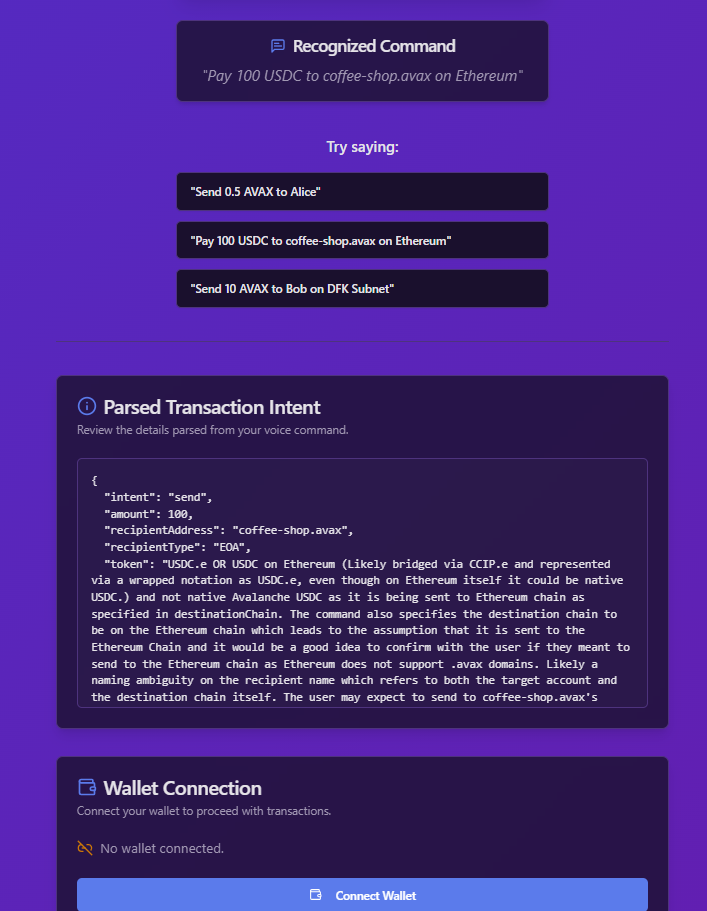 Recognized Command
"Pay 100 USDC to coffee-shop.avax on Ethereum"
Try saying:
"Send 0.5 AVAX to Alice"
"Pay 100 USDC to coffee-shop.avax on Ethereum"
"Send 10 AVAX to Bob on DFK Subnet"
Parsed Transaction Intent
Review the details parsed from your voice command.
{
"intent": "send",
"amount": 100,
"recipientAddress": "coffee-shop.avax",
"recipientType": "EOA",
"token": "USDC.e OR USDC on Ethereum (Likely bridged via CCIP.e and represented
via a wrapped notation as USDC.e, even though on Ethereum itself it could be native
USDC.) and not native Avalanche USDC as it is being sent to Ethereum chain as
specified in destinationChain. The command also specifies the destination chain to
be on the Ethereum chain which leads to the assumption that it is sent to the
Ethereum Chain and it would be a good idea to confirm with the user if they meant to
send to the Ethereum chain as Ethereum does not support .avax domains. Likely a
naming ambiguity on the recipient name which refers to both the target account and
the destination chain itself. The user may expect to send to coffee-shop.avax's
Wallet Connection
Connect your wallet to proceed with transactions.
No wallet connected.
Connect Wallet